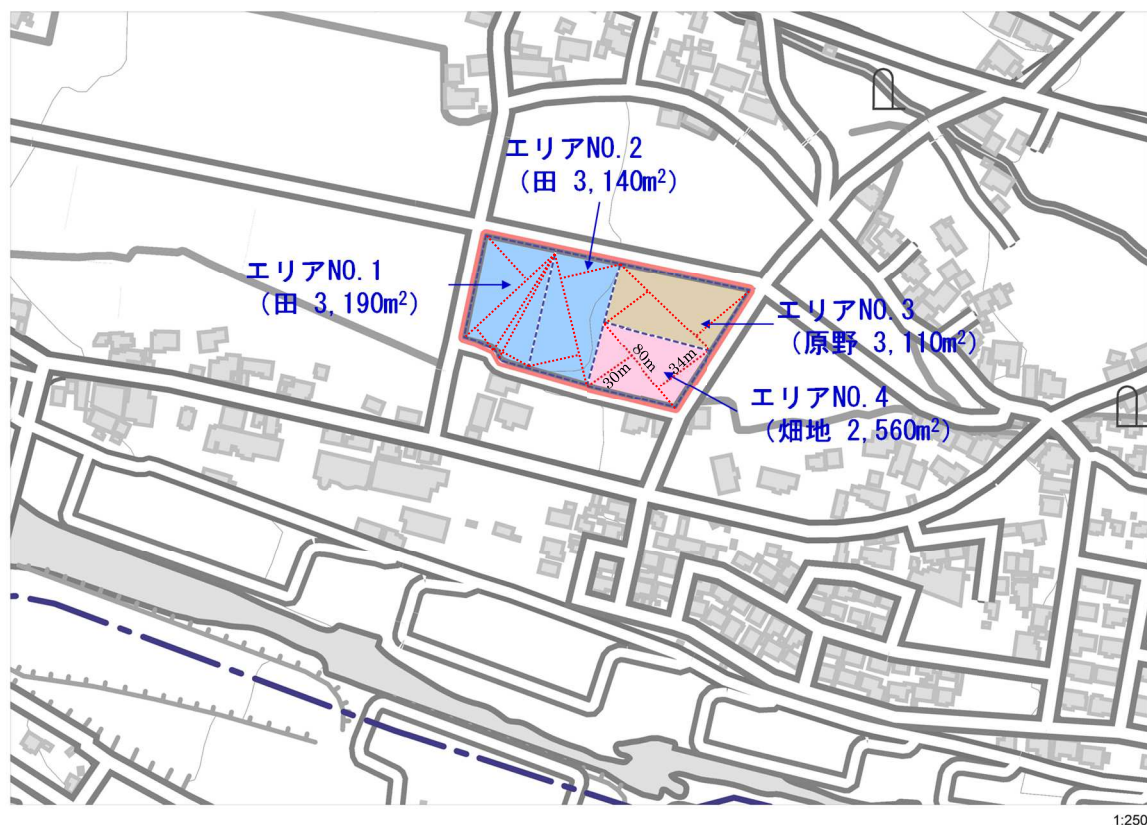 エリアNO.2
（田 3,140m²）
エリアNO.1
（田 3,190m²）
エリアNO.3
（原野 3,110m²）
80m
34m
30m
エリアNO.4
（畑地 2,560m²）
1:250